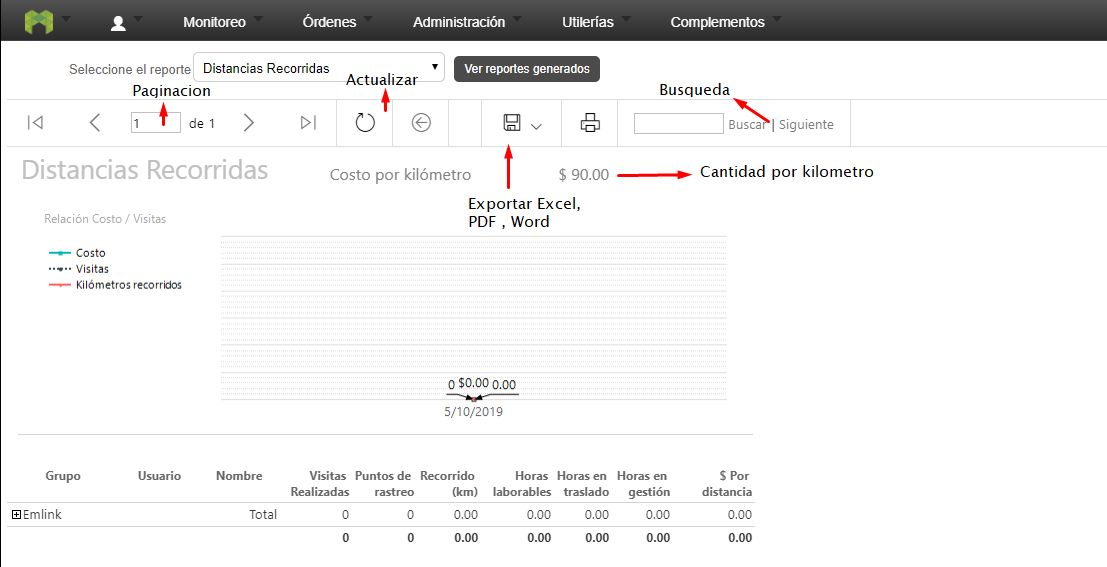 Monitoreo Órdenes Administración Utilerías Complementos
Seleccione el reporte Distancias Recorridas Ver reportes generados
Actualizar
Paginacion
Busqueda
1 de 1 Buscar | Siguiente
Distancias Recorridas Costo por kilómetro $ 90.00 Cantidad por kilometro
Exportar Excel,
PDF , Word
Relación Costo / Visitas
Costo
Visitas
Kilómetros recorridos
0 $0.00 0.00
5/10/2019
Grupo Usuario Nombre Visitas Puntos de Recorrido Horas Horas en Horas en $ Por
Realizadas rastreo (km) laborables traslado gestión distancia
Emlink Total 0 0 0.00 0.00 0.00 0.00 0.00
0 0 0.00 0.00 0.00 0.00 0.00